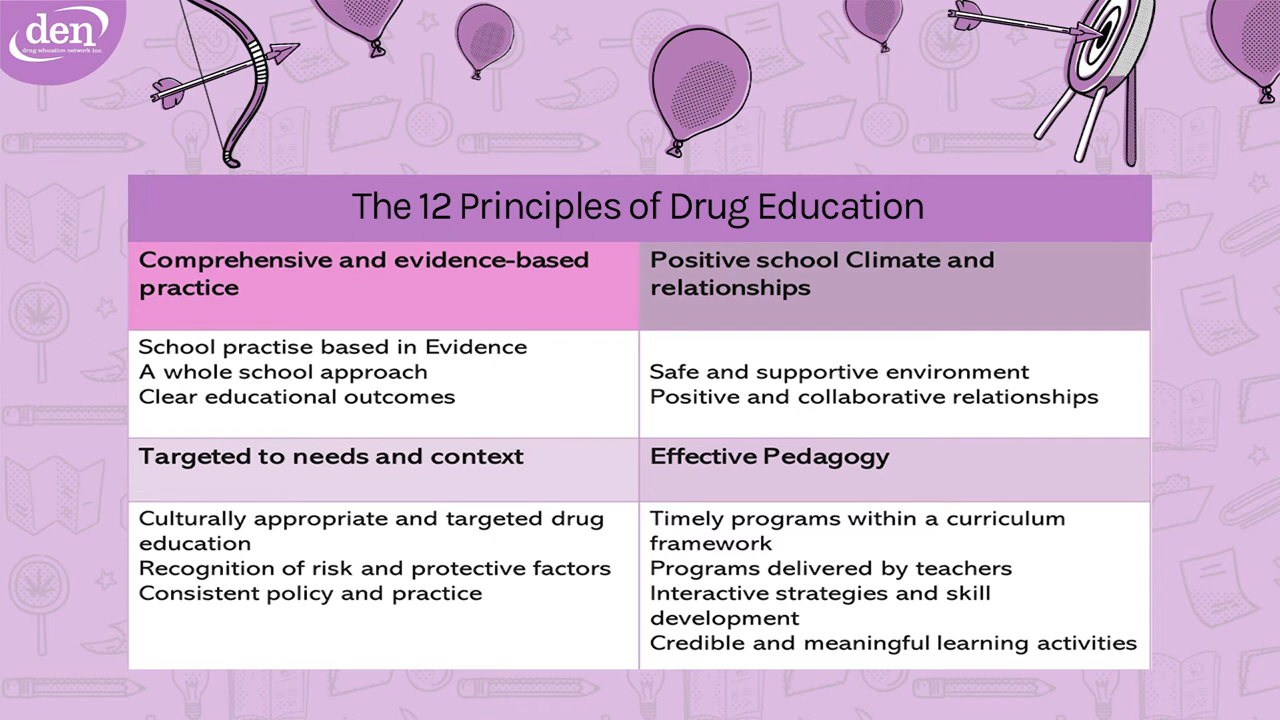 den
drug education network inc.
The 12 Principles of Drug Education
Comprehensive and evidence-based
practice
Positive school Climate and
relationships
School practise based in Evidence
A whole school approach
Clear educational outcomes
Safe and supportive environment
Positive and collaborative relationships
Targeted to needs and context
Effective Pedagogy
Culturally appropriate and targeted drug
education
Recognition of risk and protective factors
Consistent policy and practice
Timely programs within a curriculum
framework
Programs delivered by teachers
Interactive strategies and skill
development
Credible and meaningful learning activities